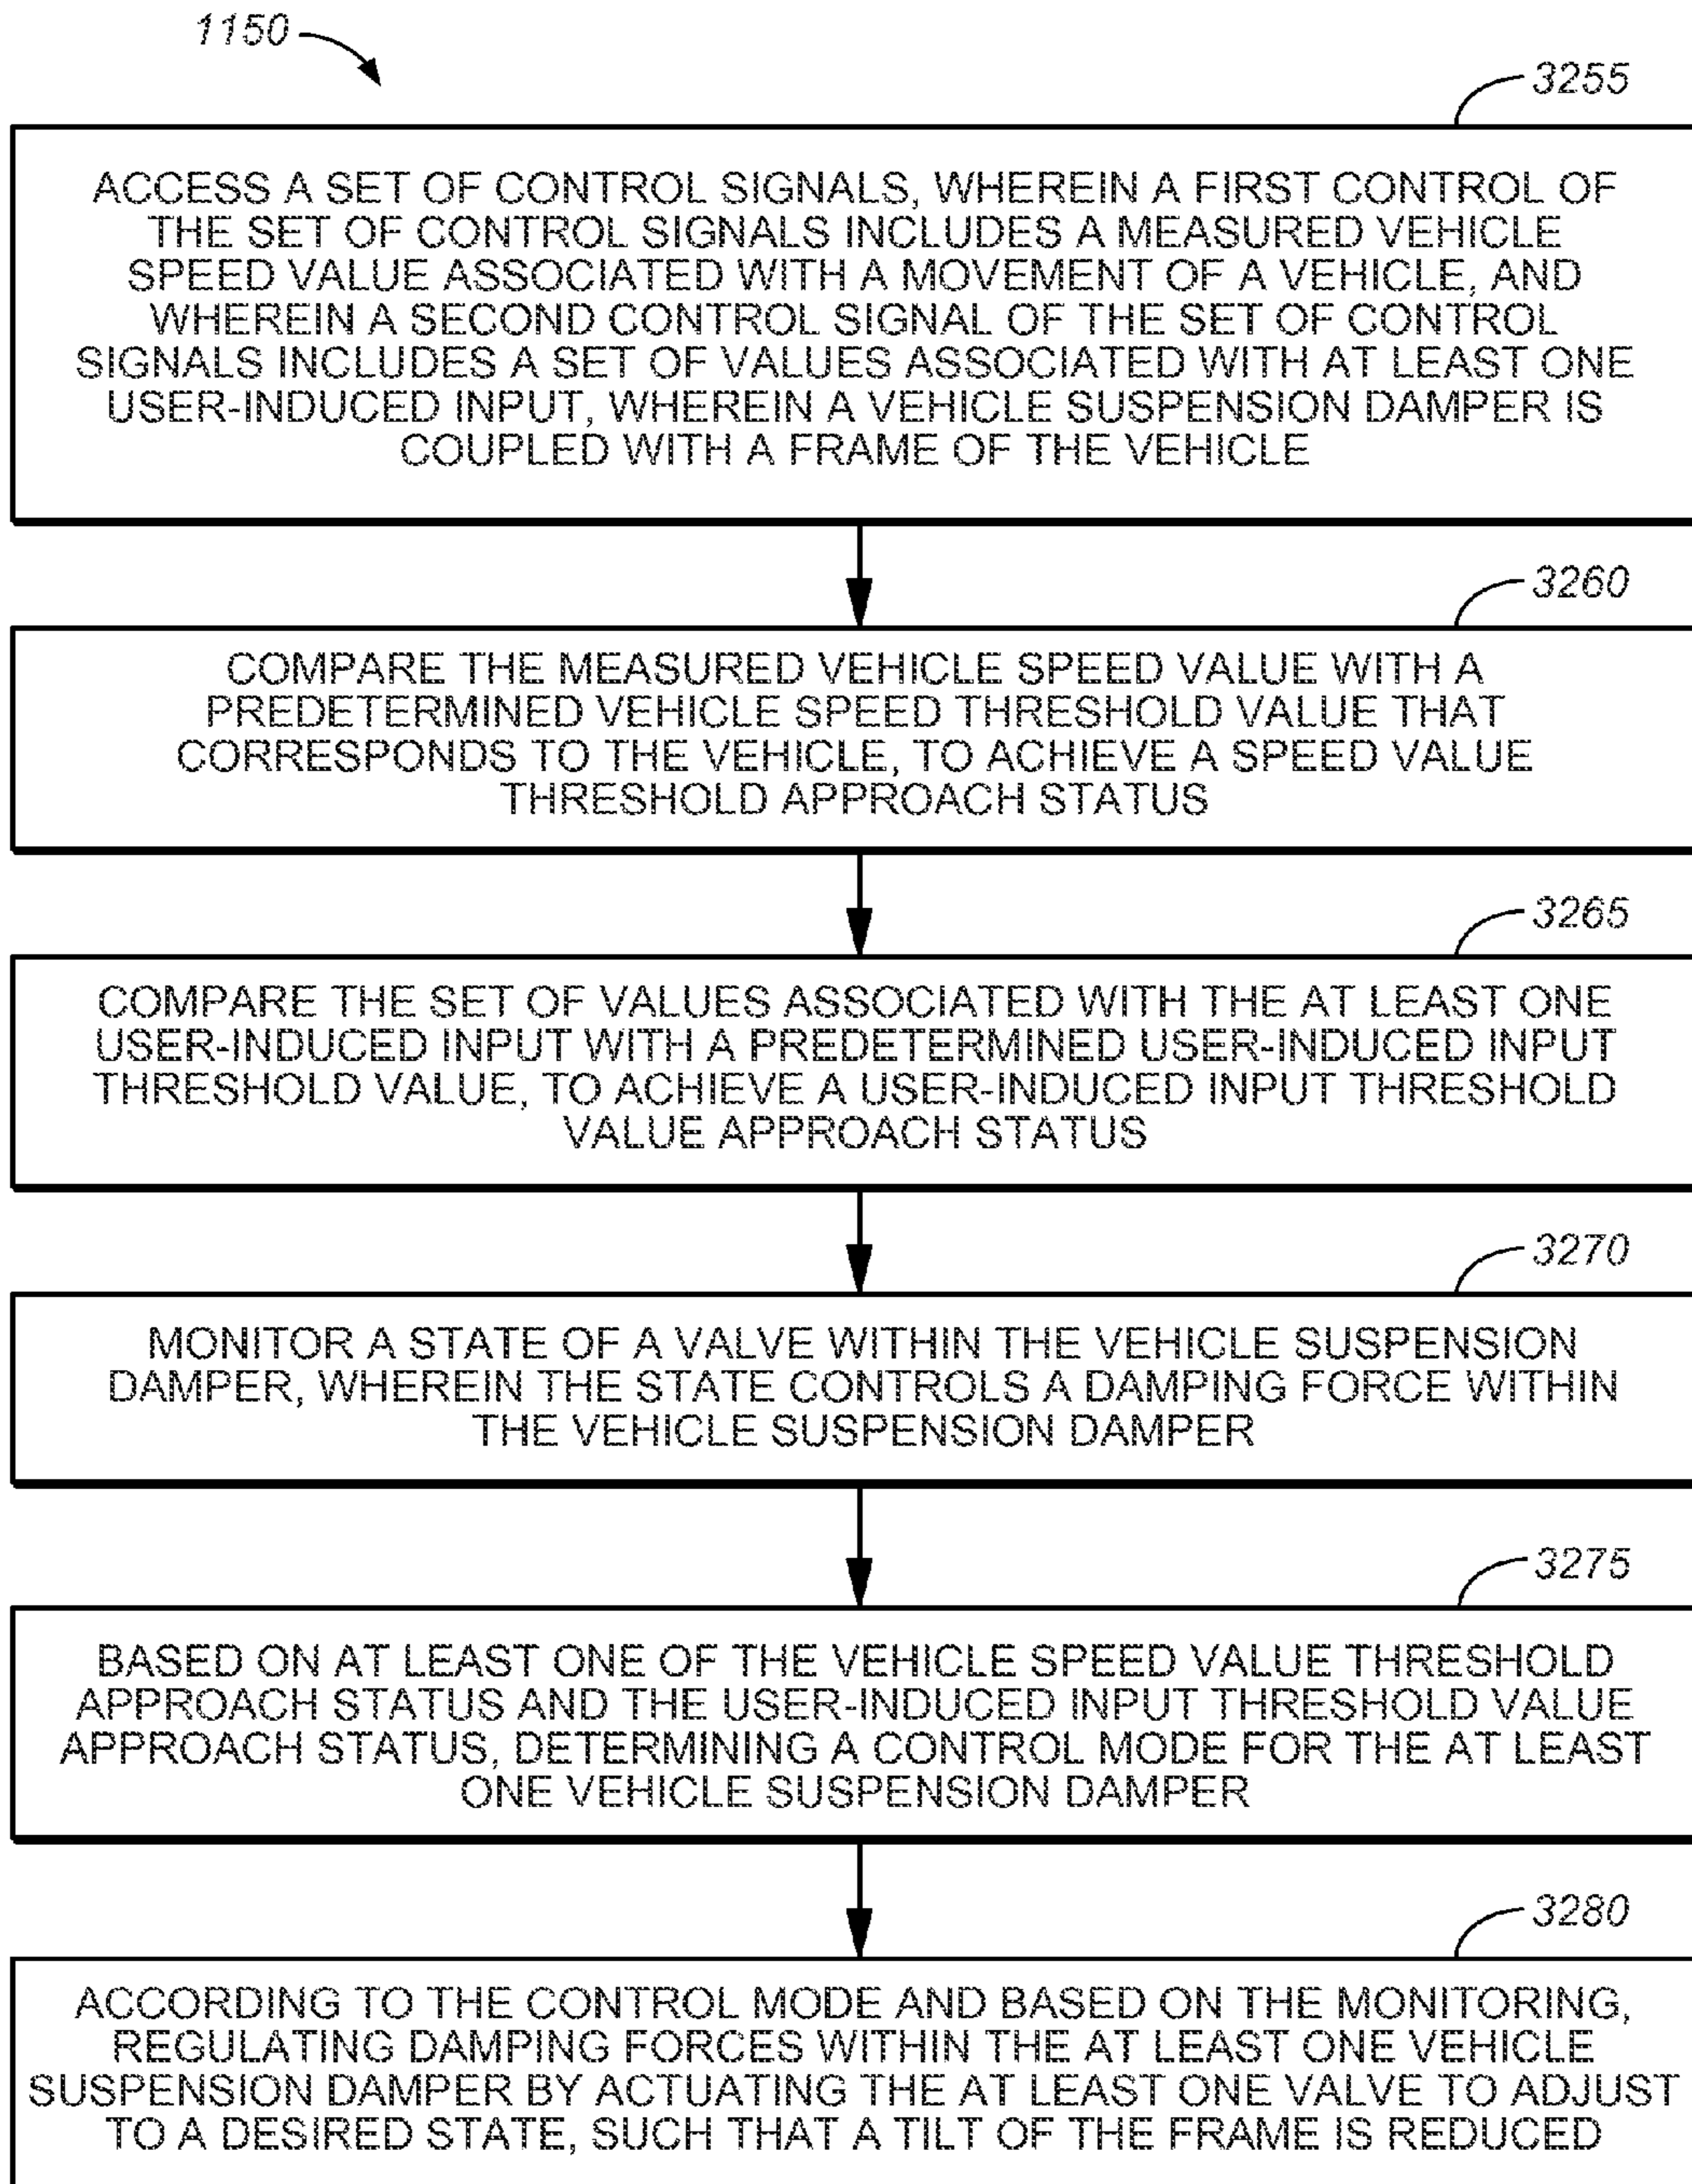 1150
3255
ACCESS A SET OF CONTROL SIGNALS, WHEREIN A FIRST CONTROL OF
THE SET OF CONTROL SIGNALS INCLUDES A MEASURED VEHICLE
SPEED VALUE ASSOCIATED WITH A MOVEMENT OF A VEHICLE, AND
WHEREIN A SECOND CONTROL SIGNAL OF THE SET OF CONTROL
SIGNALS INCLUDES A SET OF VALUES ASSOCIATED WITH AT LEAST ONE
USER-INDUCED INPUT, WHEREIN A VEHICLE SUSPENSION DAMPER IS
COUPLED WITH A FRAME OF THE VEHICLE
3260
COMPARE THE MEASURED VEHICLE SPEED VALUE WITH A
PREDETERMINED VEHICLE SPEED THRESHOLD VALUE THAT
CORRESPONDS TO THE VEHICLE, TO ACHIEVE A SPEED VALUE
THRESHOLD APPROACH STATUS
3265
COMPARE THE SET OF VALUES ASSOCIATED WITH THE AT LEAST ONE
USER-INDUCED INPUT WITH A PREDETERMINED USER-INDUCED INPUT
THRESHOLD VALUE, TO ACHIEVE A USER-INDUCED INPUT THRESHOLD
VALUE APPROACH STATUS
3270
MONITOR A STATE OF A VALVE WITHIN THE VEHICLE SUSPENSION
DAMPER, WHEREIN THE STATE CONTROLS A DAMPING FORCE WITHIN
THE VEHICLE SUSPENSION DAMPER
3275
BASED ON AT LEAST ONE OF THE VEHICLE SPEED VALUE THRESHOLD
APPROACH STATUS AND THE USER-INDUCED INPUT THRESHOLD VALUE
APPROACH STATUS, DETERMINING A CONTROL MODE FOR THE AT LEAST
ONE VEHICLE SUSPENSION DAMPER
3280
ACCORDING TO THE CONTROL MODE AND BASED ON THE MONITORING,
REGULATING DAMPING FORCES WITHIN THE AT LEAST ONE VEHICLE
SUSPENSION DAMPER BY ACTUATING THE AT LEAST ONE VALVE TO ADJUST
TO A DESIRED STATE, SUCH THAT A TILT OF THE FRAME IS REDUCED